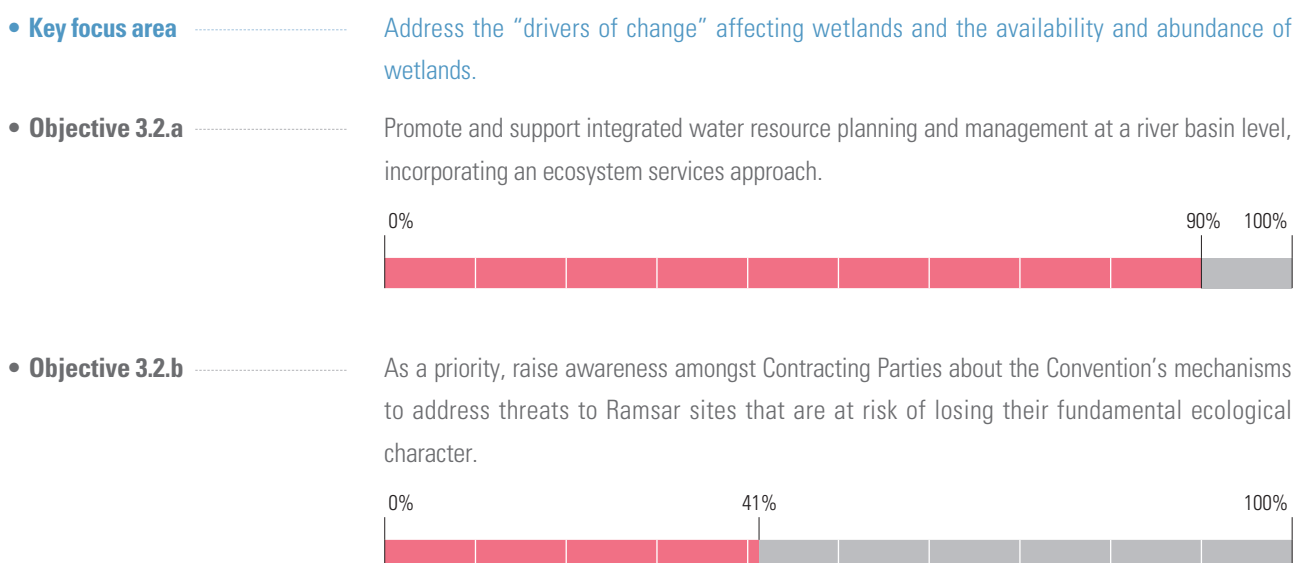 • Key focus area Address the “drivers of change” affecting wetlands and the availability and abundance of
wetlands.
• Objective 3.2.a Promote and support integrated water resource planning and management at a river basin level,
incorporating an ecosystem services approach.
0% 90% 100%
• Objective 3.2.b As a priority, raise awareness amongst Contracting Parties about the Convention’s mechanisms
to address threats to Ramsar sites that are at risk of losing their fundamental ecological
character.
0% 41% 100%